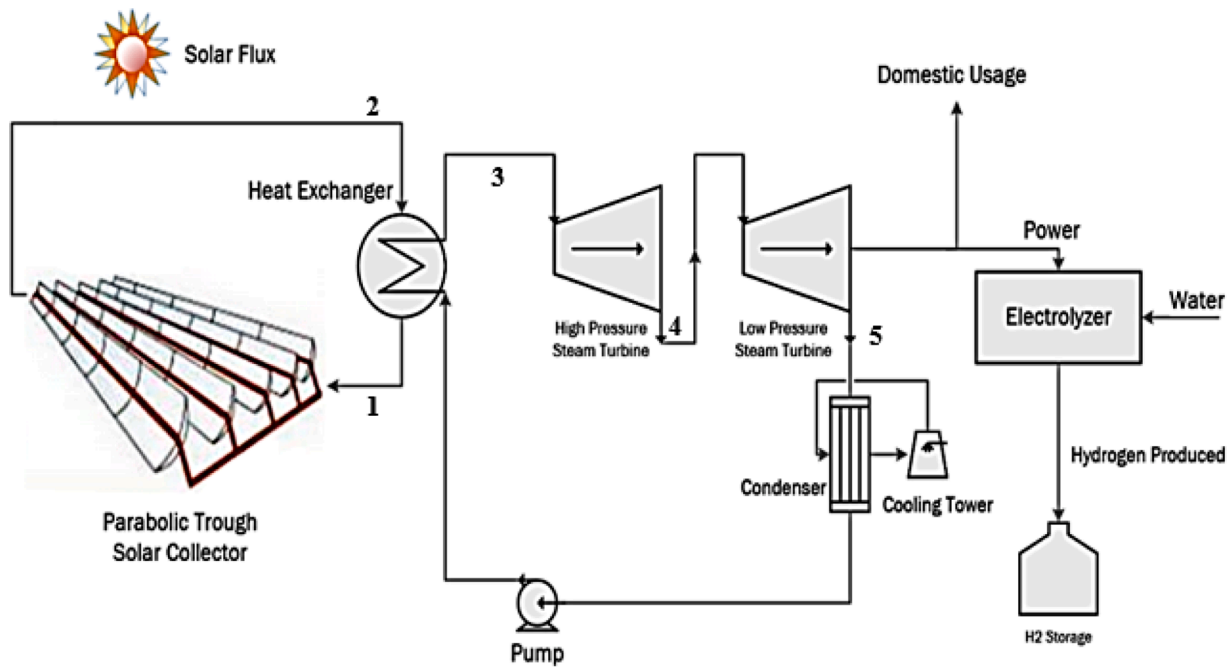 Solar Flux
Domestic Usage
2
Heat Exchanger
3
Power
Electrolyzer
Water
High Pressure
Steam Turbine
4
Low Pressure
Steam Turbine
5
1
Hydrogen Produced
Condenser
Cooling Tower
Parabolic Trough
Solar Collector
H2 Storage
Pump